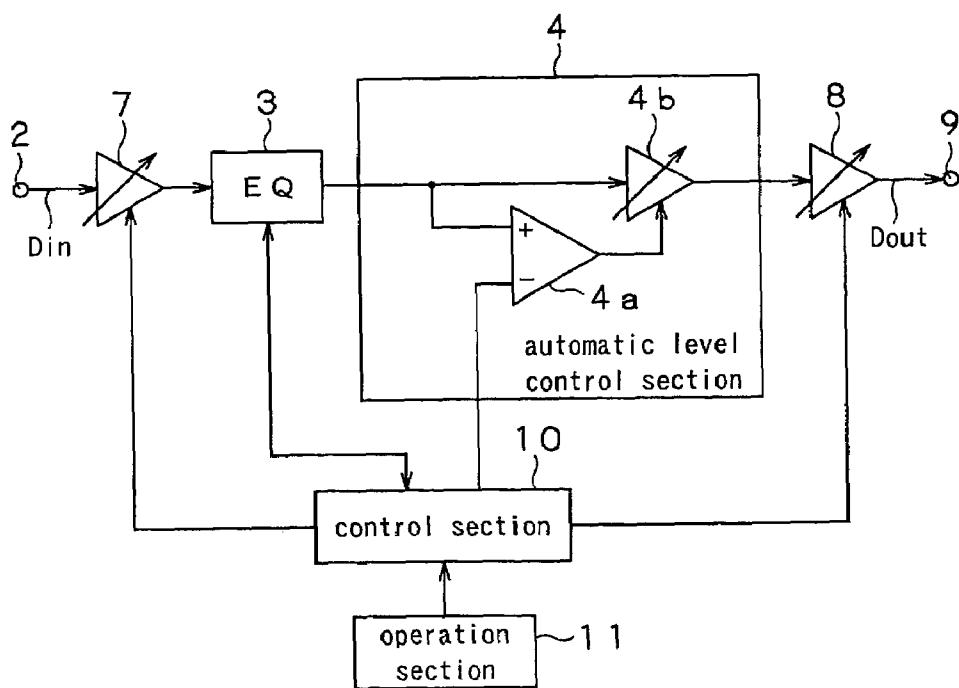 4
7
3
4b
8
9
2
EQ
Din
Dout
+
−
4a
automatic level
control section
10
control section
operation
section
11